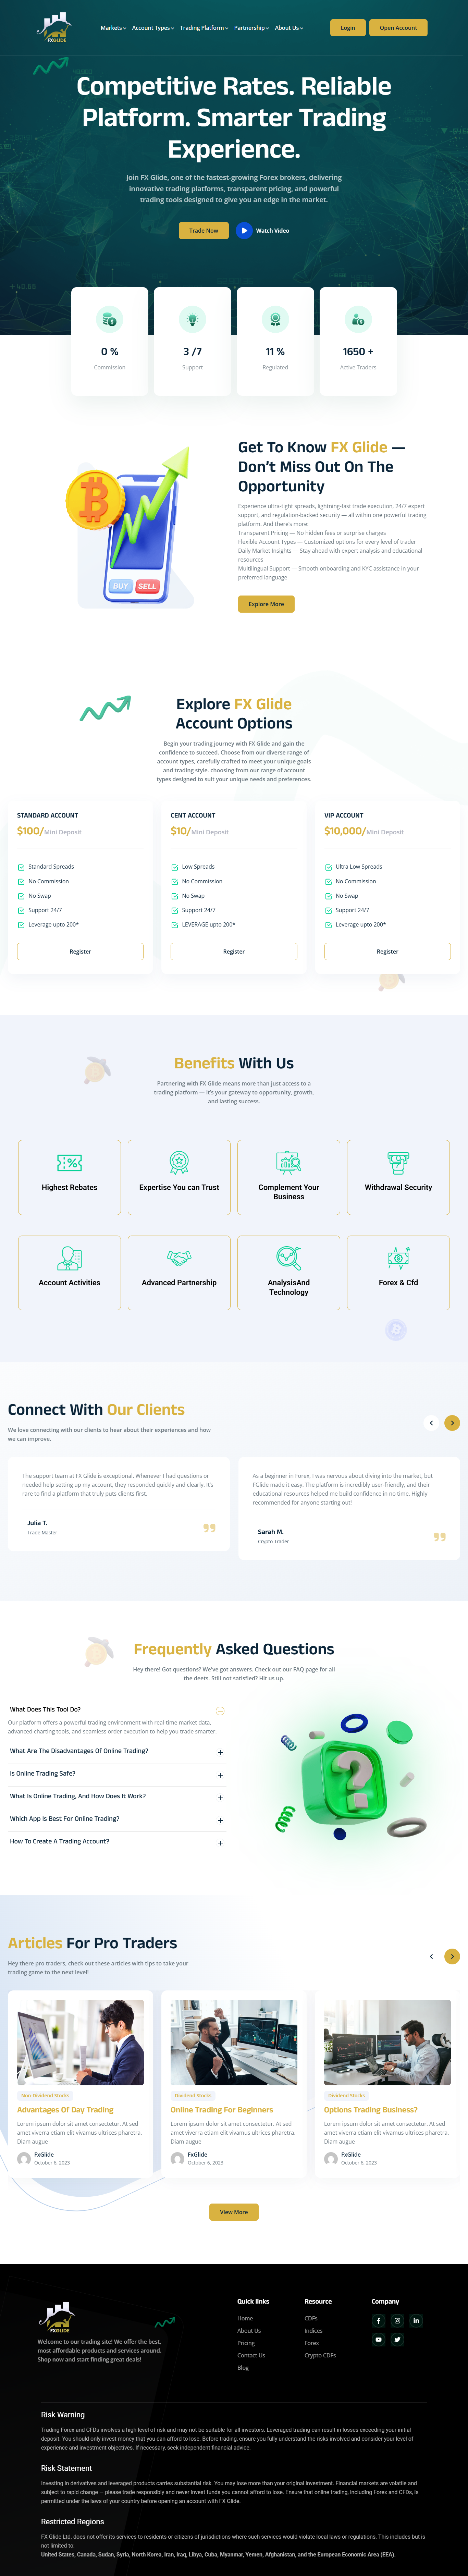 FXGLIDE
Markets
Account Types
Trading Platform
Partnership
About Us
Login
Open Account
Competitive Rates. Reliable
Platform. Smarter Trading
Experience.
Join FX Glide, one of the fastest-growing Forex brokers, delivering
innovative trading platforms, transparent pricing, and powerful
trading tools designed to give you an edge in the market.
Trade Now
Watch Video
0 %
Commission
3 /7
Support
11 %
Regulated
1650 +
Active Traders
Get To Know FX Glide —
Don't Miss Out On The
Opportunity
Experience ultra-tight spreads, lightning-fast trade execution, 24/7 expert
support, and regulation-backed security — all within one powerful trading
platform. And there's more:
Transparent Pricing — No hidden fees or surprise charges
Flexible Account Types — Customized options for every level of trader
Daily Market Insights — Stay ahead with expert analysis and educational
resources
Multilingual Support — Smooth onboarding and KYC assistance in your
preferred language
Explore More
BUY
SELL
Explore FX Glide
Account Options
Begin your trading journey with FX Glide and gain the
confidence to succeed. Choose from our diverse range of
account types, carefully crafted to meet your unique goals
and trading style. choosing from our range of account
types designed to suit your unique needs and preferences.
STANDARD ACCOUNT
$100/Mini Deposit
Standard Spreads
No Commission
No Swap
Support 24/7
Leverage upto 200*
Register
CENT ACCOUNT
$10/Mini Deposit
Low Spreads
No Commission
No Swap
Support 24/7
LEVERAGE upto 200*
Register
VIP ACCOUNT
$10,000/Mini Deposit
Ultra Low Spreads
No Commission
No Swap
Support 24/7
Leverage upto 200*
Register
Benefits With Us
Partnering with FX Glide means more than just access to a
trading platform — it's your gateway to opportunity, growth,
and lasting success.
Highest Rebates
Expertise You can Trust
Complement Your
Business
Withdrawal Security
Account Activities
Advanced Partnership
AnalysisAnd
Technology
Forex & Cfd
Connect With Our Clients
We love connecting with our clients to hear about their experiences and how
we can improve.
The support team at FX Glide is exceptional. Whenever I had questions or
needed help setting up my account, they responded quickly and clearly. It's
rare to find a platform that truly puts clients first.
Julia T.
Trade Master
As a beginner in Forex, I was nervous about diving into the market, but
FGlide made it easy. The platform is incredibly user-friendly, and their
educational resources helped me build confidence in no time. Highly
recommended for anyone starting out!
Sarah M.
Crypto Trader
Frequently Asked Questions
Hey there! Got questions? We've got answers. Check out our FAQ page for all
the deets. Still not satisfied? Hit us up.
What Does This Tool Do?
Our platform offers a powerful trading environment with real-time market data,
advanced charting tools, and seamless order execution to help you trade smarter.
What Are The Disadvantages Of Online Trading?
Is Online Trading Safe?
What Is Online Trading, And How Does It Work?
Which App Is Best For Online Trading?
How To Create A Trading Account?
Articles For Pro Traders
Hey there pro traders, check out these articles with tips to take your
trading game to the next level!
Non-Dividend Stocks
Advantages Of Day Trading
Lorem ipsum dolor sit amet consectetur. At sed
amet viverra etiam elit vivamus ultrices pharetra.
Diam augue
FxGlide
October 6, 2023
Dividend Stocks
Online Trading For Beginners
Lorem ipsum dolor sit amet consectetur. At sed
amet viverra etiam elit vivamus ultrices pharetra.
Diam augue
FxGlide
October 6, 2023
Dividend Stocks
Options Trading Business?
Lorem ipsum dolor sit amet consectetur. At sed
amet viverra etiam elit vivamus ultrices pharetra.
Diam augue
FxGlide
October 6, 2023
View More
FXGLIDE
Welcome to our trading site! We offer the best,
most affordable products and services around.
Shop now and start finding great deals!
Quick links
Home
About Us
Pricing
Contact Us
Blog
Resource
CDFs
Indices
Forex
Crypto CDFs
Company
Risk Warning
Trading Forex and CFDs involves a high level of risk and may not be suitable for all investors. Leveraged trading can result in losses exceeding your initial
deposit. You should only invest money that you can afford to lose. Before trading, ensure you fully understand the risks involved and consider your level of
experience and investment objectives. If necessary, seek independent financial advice.
Risk Statement
Investing in derivatives and leveraged products carries substantial risk. You may lose more than your original investment. Financial markets are volatile and
subject to rapid change — please trade responsibly and never invest funds you cannot afford to lose. Ensure that online trading, including Forex and CFDs, is
permitted under the laws of your country before opening an account with FX Glide.
Restricted Regions
FX Glide Ltd. does not offer its services to residents or citizens of jurisdictions where such services would violate local laws or regulations. This includes but is
not limited to:
United States, Canada, Sudan, Syria, North Korea, Iran, Iraq, Libya, Cuba, Myanmar, Yemen, Afghanistan, and the European Economic Area (EEA).